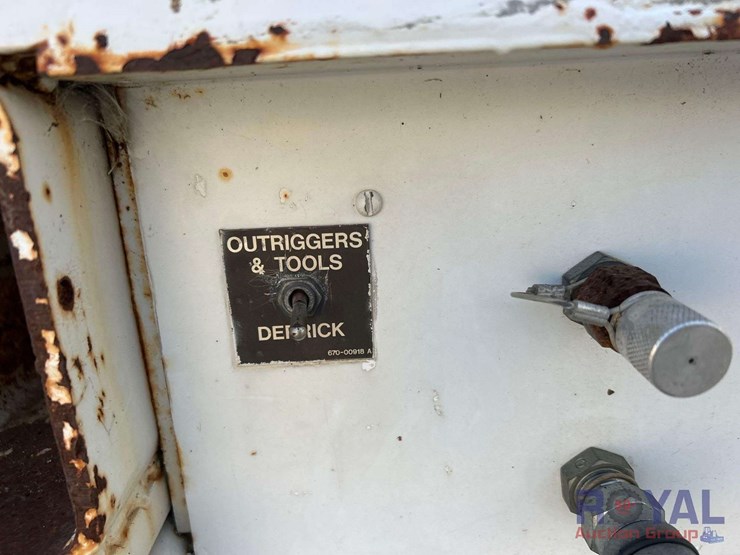 OUTRIGGERS
& TOOLS
DERRICK
670-00918 A
ROYAL
Auction Group